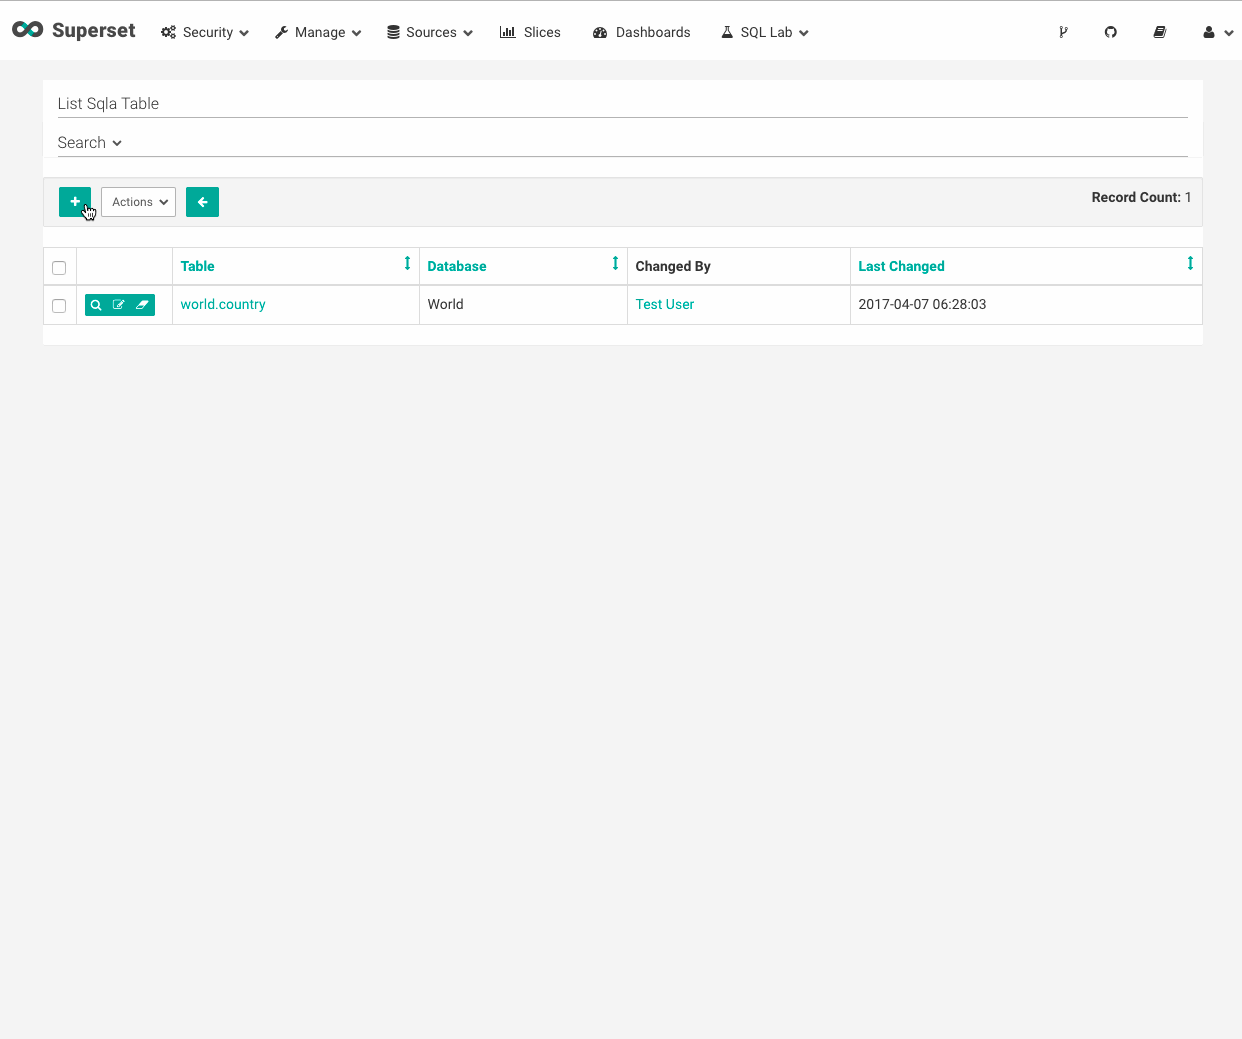 Superset Security Manage Sources Slices Dashboards SQL Lab
List Sqla Table
Search
Actions Record Count: 1
Table Database Changed By Last Changed
world.country World Test User 2017-04-07 06:28:03